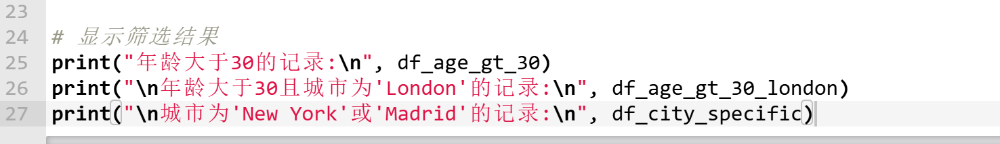 23
24 # 显示筛选结果
25 print("年龄大于30的记录:\n", df_age_gt_30)
26 print("\n年龄大于30且城市为'London'的记录:\n", df_age_gt_30_london)
27 print("\n城市为'New York'或'Madrid'的记录:\n", df_city_specific)